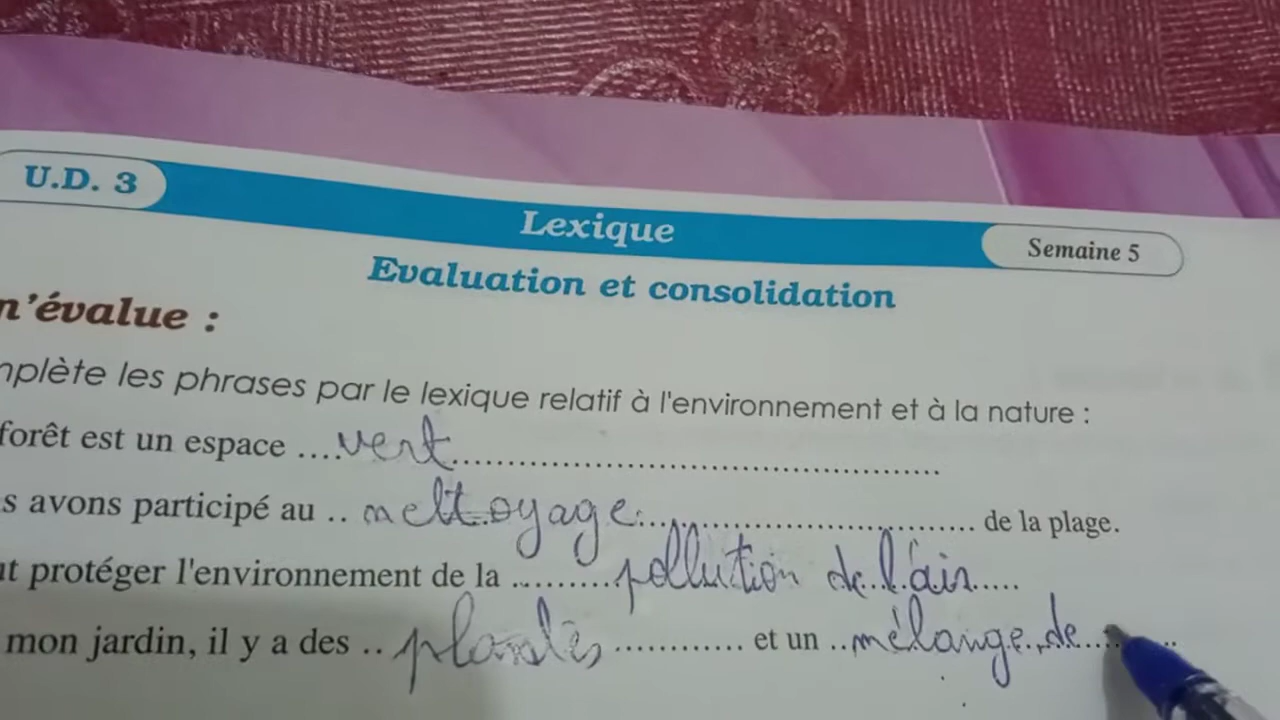 U.D. 3
Lexique
Semaine 5
Evaluation et consolidation
n'évalue :
nplète les phrases par le lexique relatif à l'environnement et à la nature :
forêt est un espace ....vert..........
s avons participé au .. nettoyage.......... de la plage.
ut protéger l'environnement de la .........pollution de l'air.....
mon jardin, il y a des .. plantes ............ et un ..mélange de.......